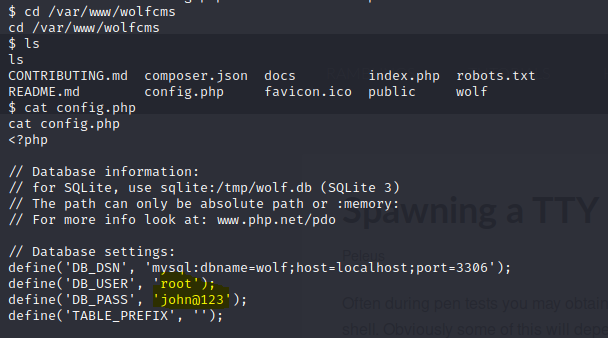 $ cd /var/www/wolfcms
cd /var/www/wolfcms
$ ls
ls
CONTRIBUTING.md  composer.json  docs         index.php  robots.txt
README.md        config.php     favicon.ico  public     wolf
$ cat config.php
cat config.php
<?php

// Database information:
// for SQLite, use sqlite:/tmp/wolf.db (SQLite 3)
// The path can only be absolute path or :memory:
// For more info look at: www.php.net/pdo
Spawning a TTY
// Database settings:
define('DB_DSN', 'mysql:dbname=wolf;host=localhost;port=3306');
define('DB_USER', 'root');
define('DB_PASS', 'john@123');
Often during pen tests you may obtain
define('TABLE_PREFIX', '');
shell. Obviously some of this will depe